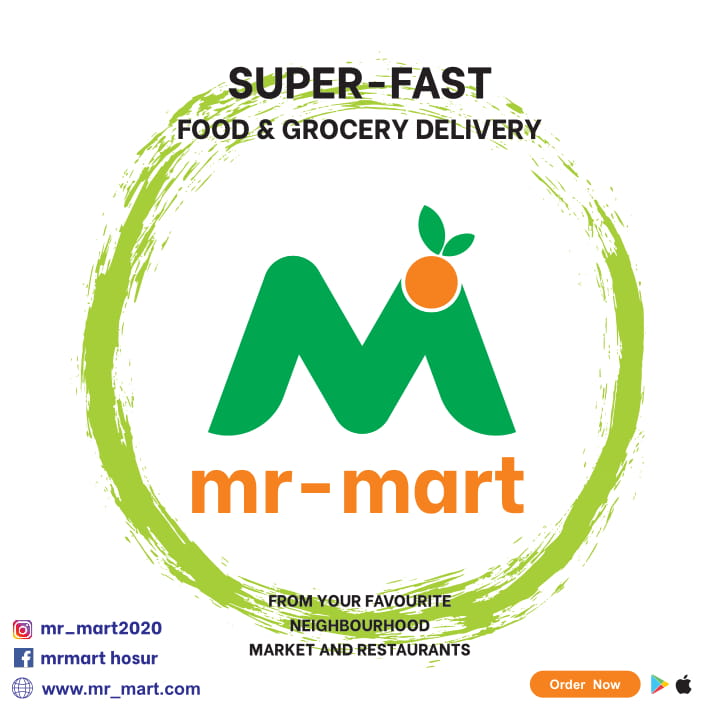 SUPER-FAST
FOOD & GROCERY DELIVERY
mr-mart
FROM YOUR FAVOURITE
NEIGHBOURHOOD
MARKET AND RESTAURANTS
mr_mart2020
mrmart hosur
www.mr_mart.com
Order Now